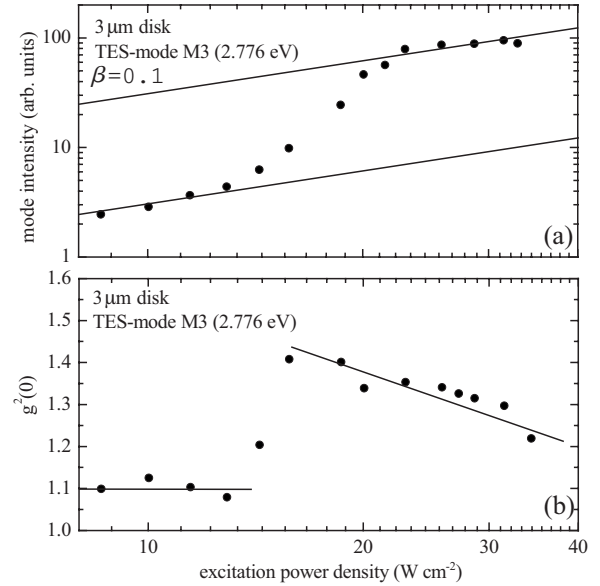 3 μm disk
TES-mode M3 (2.776 eV)
β=0.1
mode intensity (arb. units)
100
10
1
(a)
3 μm disk
TES-mode M3 (2.776 eV)
g²(0)
1.6
1.5
1.4
1.3
1.2
1.1
1.0
(b)
10 20 30 40
excitation power density (W cm⁻²)